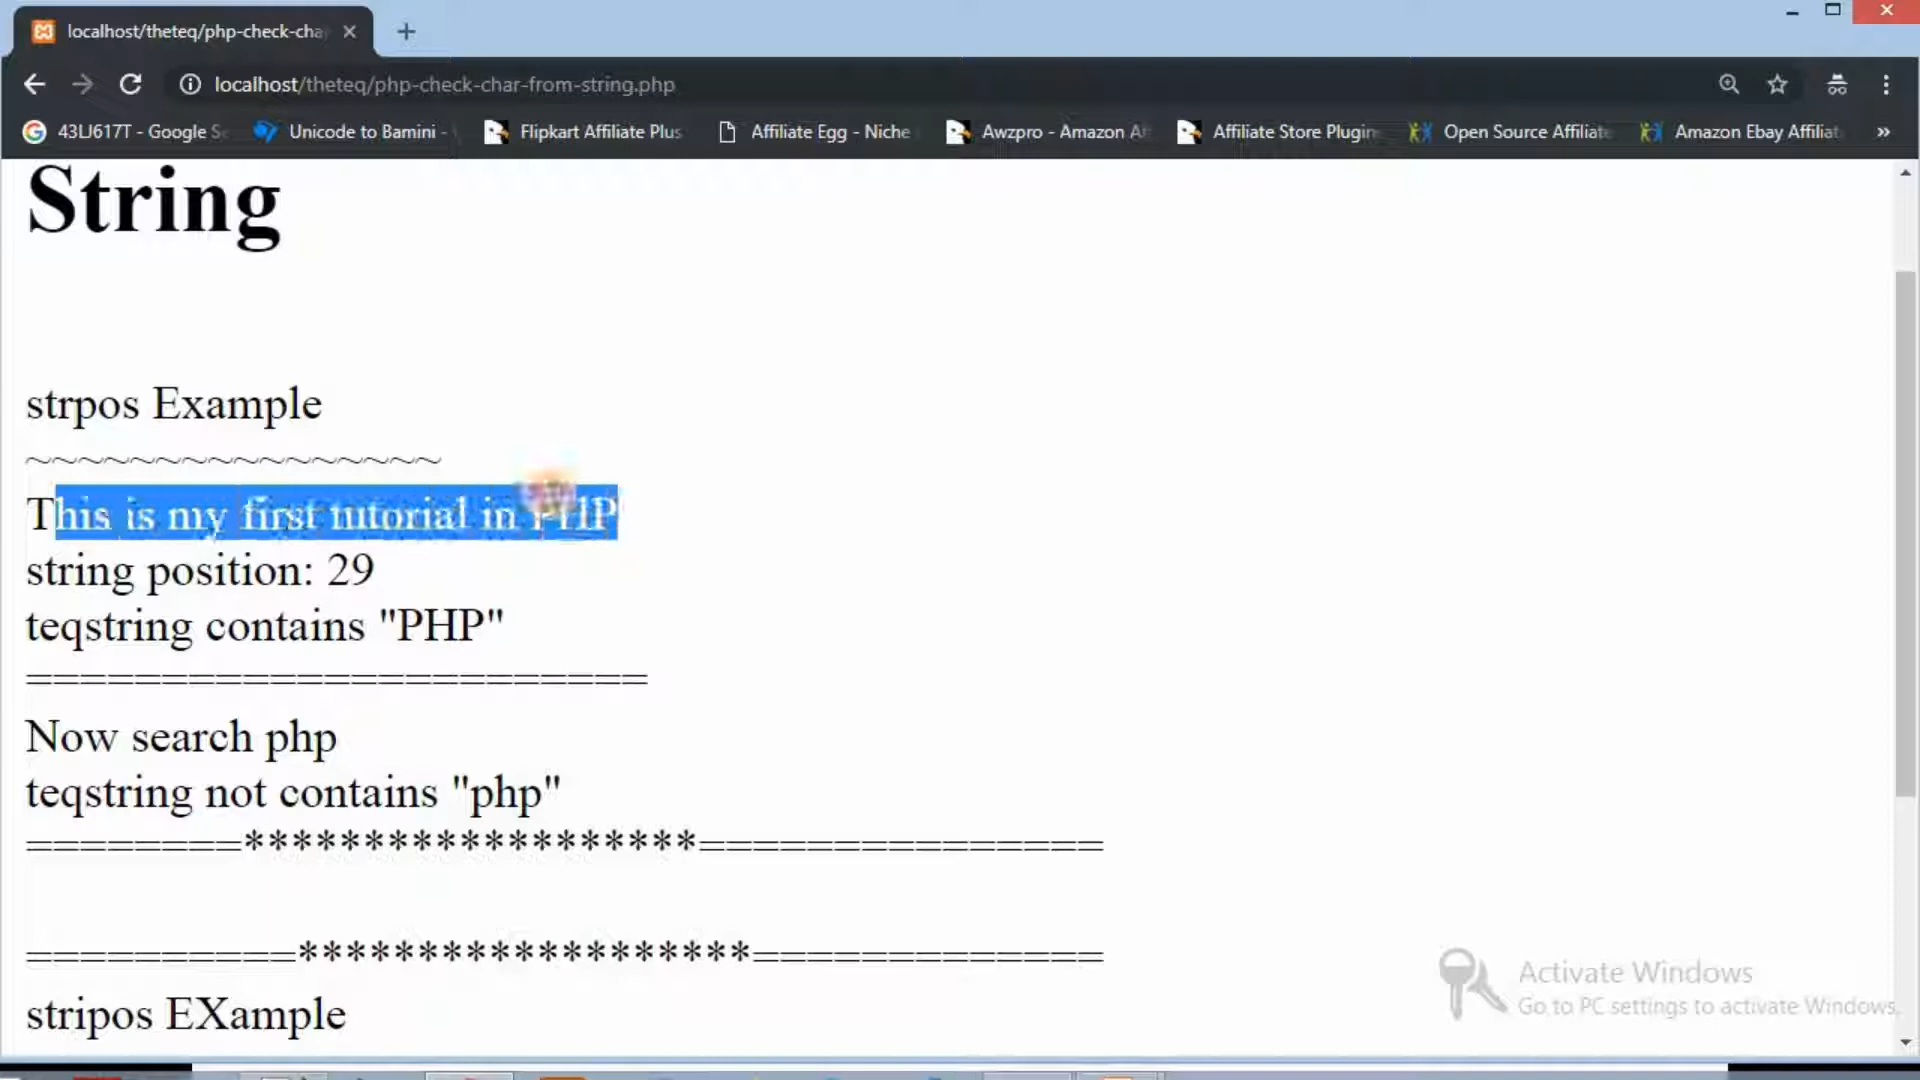 localhost/theteq/php-check-cha
localhost/theteq/php-check-char-from-string.php
43LJ617T - Google S
Unicode to Bamini -
Flipkart Affiliate Plus
Affiliate Egg - Niche
Awzpro - Amazon A
Affiliate Store Plugin
Open Source Affiliate
Amazon Ebay Affiliat
»
String
strpos Example
~~~~~~~~~~~~~~~~
This is my first tutorial in PHP
string position: 29
teqstring contains "PHP"
=======================
Now search php
teqstring not contains "php"
========*******************===============
==========*******************=============
stripos EXample
Activate Windows
Go to PC settings to activate Windows.